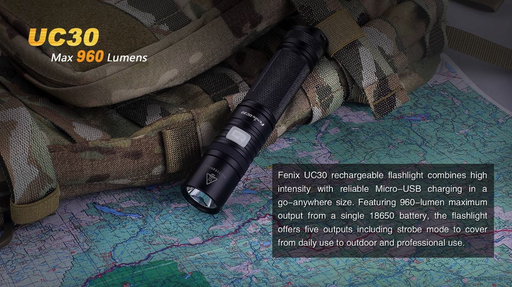 UC30
Max 960 Lumens
Fenix UC30
Fenix UC30 rechargeable flashlight combines high
intensity with reliable Micro-USB charging in a
go-anywhere size. Featuring 960-lumen maximum
output from a single 18650 battery, the flashlight
offers five outputs including strobe mode to cover
from daily use to outdoor and professional use.